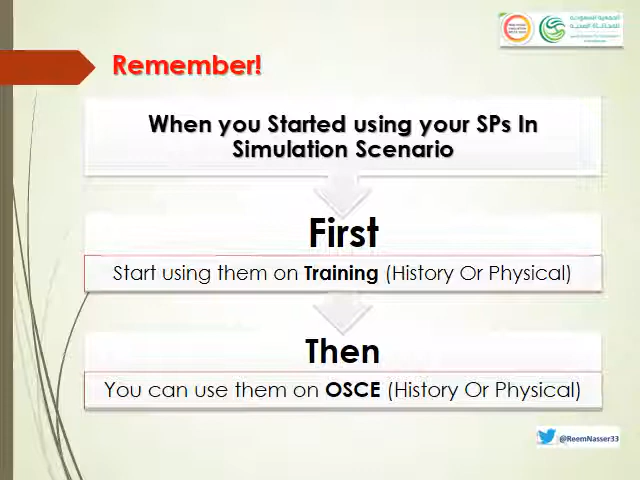 Remember!
When you Started using your SPs In
Simulation Scenario
First
Start using them on Training (History Or Physical)
Then
You can use them on OSCE (History Or Physical)
@ReemNasser33